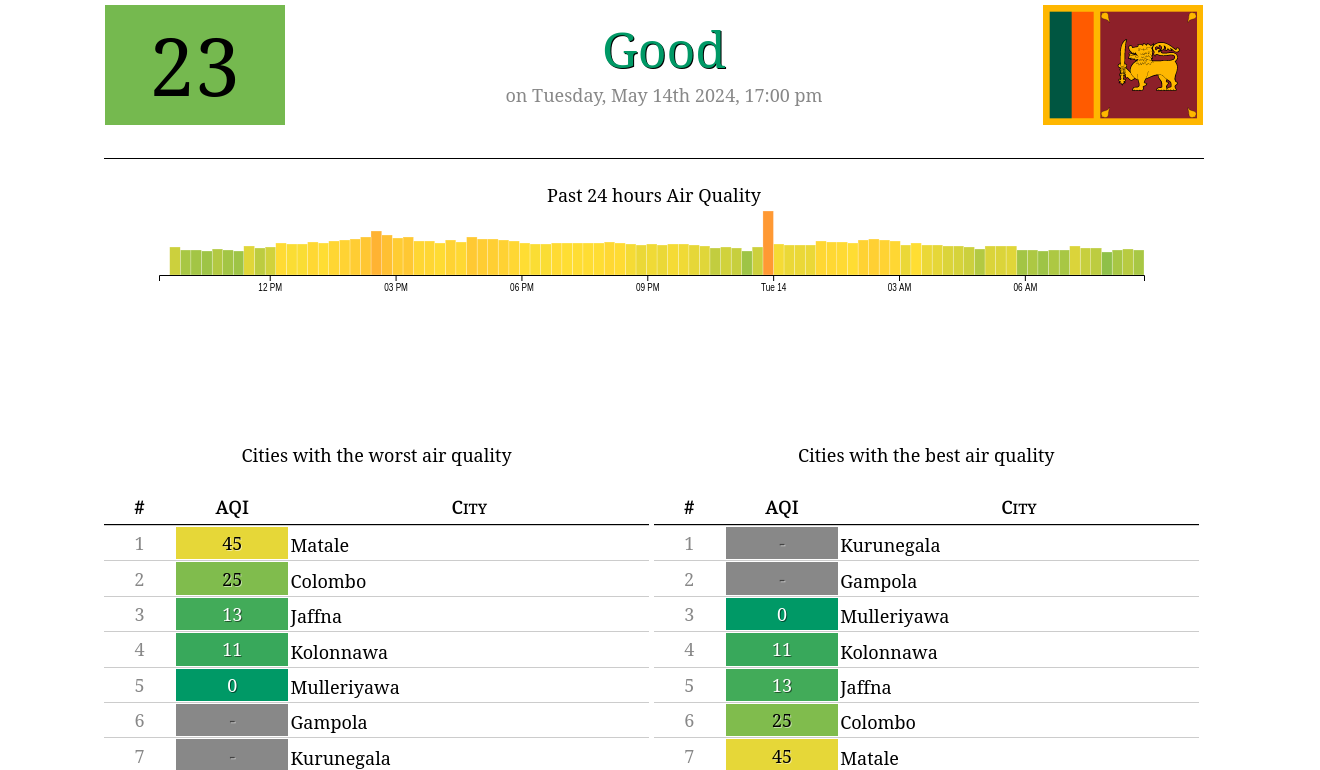 23
Good
on Tuesday, May 14th 2024, 17:00 pm
Past 24 hours Air Quality
12 PM 03 PM 06 PM 09 PM Tue 14 03 AM 06 AM
Cities with the worst air quality
# AQI City
1 45 Matale
2 25 Colombo
3 13 Jaffna
4 11 Kolonnawa
5 0 Mulleriyawa
6 - Gampola
7 - Kurunegala
Cities with the best air quality
# AQI City
1 - Kurunegala
2 - Gampola
3 0 Mulleriyawa
4 11 Kolonnawa
5 13 Jaffna
6 25 Colombo
7 45 Matale